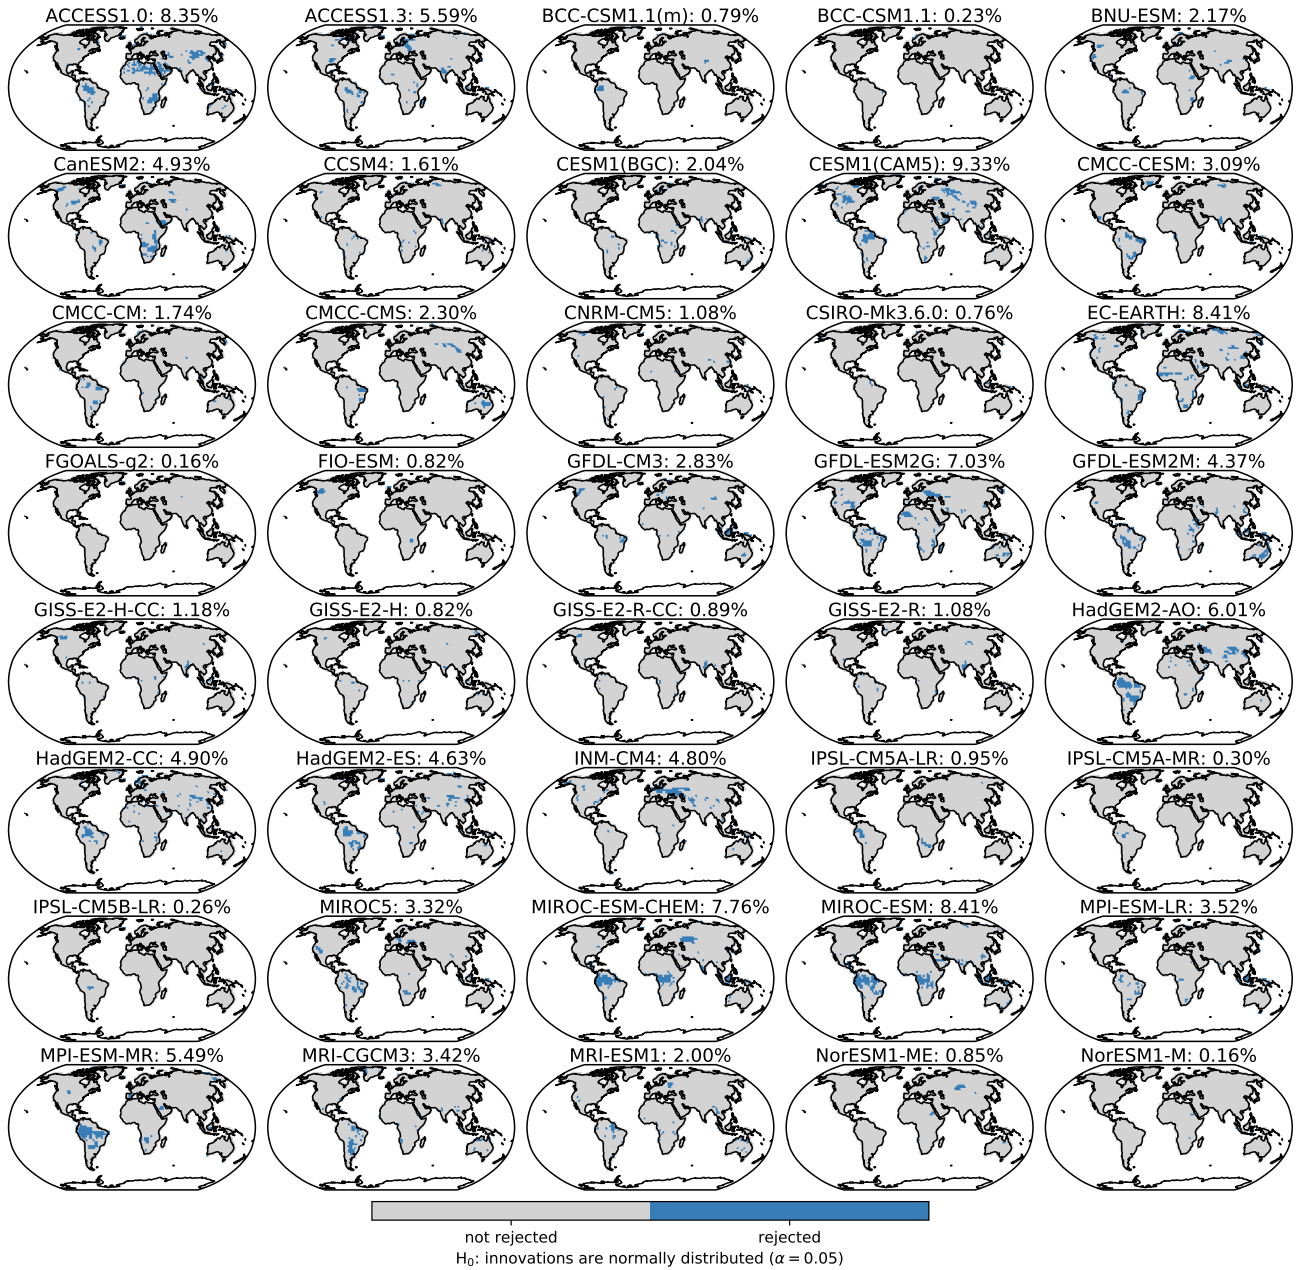 ACCESS1.0: 8.35%
ACCESS1.3: 5.59%
BCC-CSM1.1(m): 0.79%
BCC-CSM1.1: 0.23%
BNU-ESM: 2.17%
CanESM2: 4.93%
CCSM4: 1.61%
CESM1(BGC): 2.04%
CESM1(CAM5): 9.33%
CMCC-CESM: 3.09%
CMCC-CM: 1.74%
CMCC-CMS: 2.30%
CNRM-CM5: 1.08%
CSIRO-Mk3.6.0: 0.76%
EC-EARTH: 8.41%
FGOALS-g2: 0.16%
FIO-ESM: 0.82%
GFDL-CM3: 2.83%
GFDL-ESM2G: 7.03%
GFDL-ESM2M: 4.37%
GISS-E2-H-CC: 1.18%
GISS-E2-H: 0.82%
GISS-E2-R-CC: 0.89%
GISS-E2-R: 1.08%
HadGEM2-AO: 6.01%
HadGEM2-CC: 4.90%
HadGEM2-ES: 4.63%
INM-CM4: 4.80%
IPSL-CM5A-LR: 0.95%
IPSL-CM5A-MR: 0.30%
IPSL-CM5B-LR: 0.26%
MIROC5: 3.32%
MIROC-ESM-CHEM: 7.76%
MIROC-ESM: 8.41%
MPI-ESM-LR: 3.52%
MPI-ESM-MR: 5.49%
MRI-CGCM3: 3.42%
MRI-ESM1: 2.00%
NorESM1-ME: 0.85%
NorESM1-M: 0.16%
not rejected
rejected
H₀: innovations are normally distributed (α = 0.05)